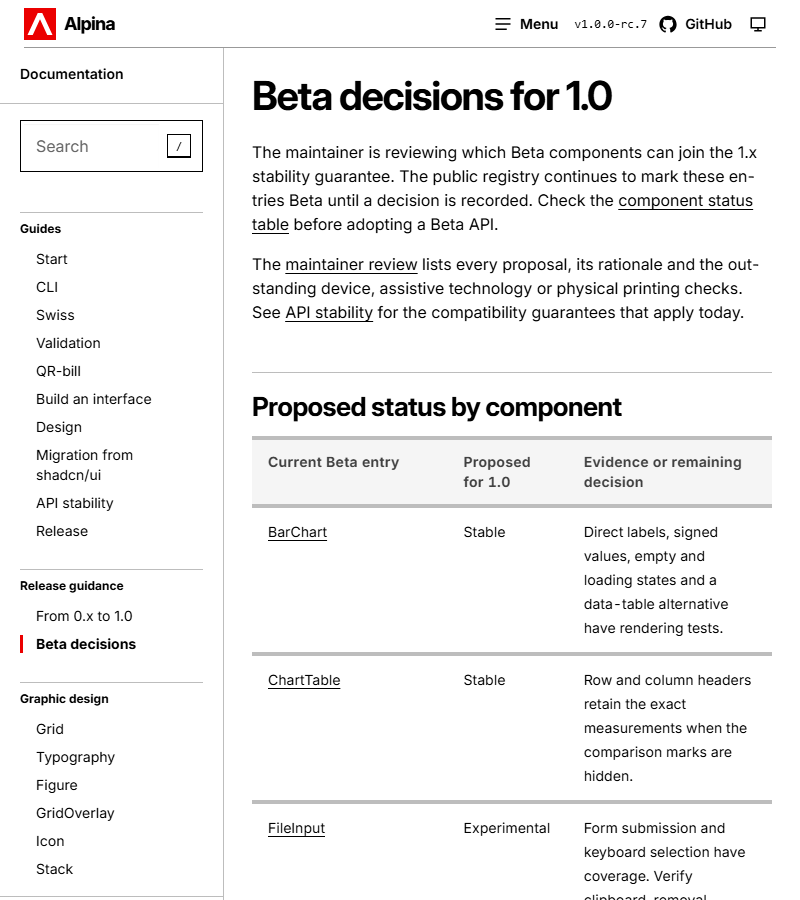 Alpina
Menu
v1.0.0-rc.7
GitHub
Documentation
Search
/
Guides
Start
CLI
Swiss
Validation
QR-bill
Build an interface
Design
Migration from
shadcn/ui
API stability
Release
Release guidance
From 0.x to 1.0
Beta decisions
Graphic design
Grid
Typography
Figure
GridOverlay
Icon
Stack
Beta decisions for 1.0
The maintainer is reviewing which Beta components can join the 1.x
stability guarantee. The public registry continues to mark these en-
tries Beta until a decision is recorded. Check the component status
table before adopting a Beta API.
The maintainer review lists every proposal, its rationale and the out-
standing device, assistive technology or physical printing checks.
See API stability for the compatibility guarantees that apply today.
Proposed status by component
Current Beta entry
Proposed
for 1.0
Evidence or remaining
decision
BarChart
Stable
Direct labels, signed
values, empty and
loading states and a
data-table alternative
have rendering tests.
ChartTable
Stable
Row and column headers
retain the exact
measurements when the
comparison marks are
hidden.
FileInput
Experimental
Form submission and
keyboard selection have
coverage. Verify
clipboard, removal